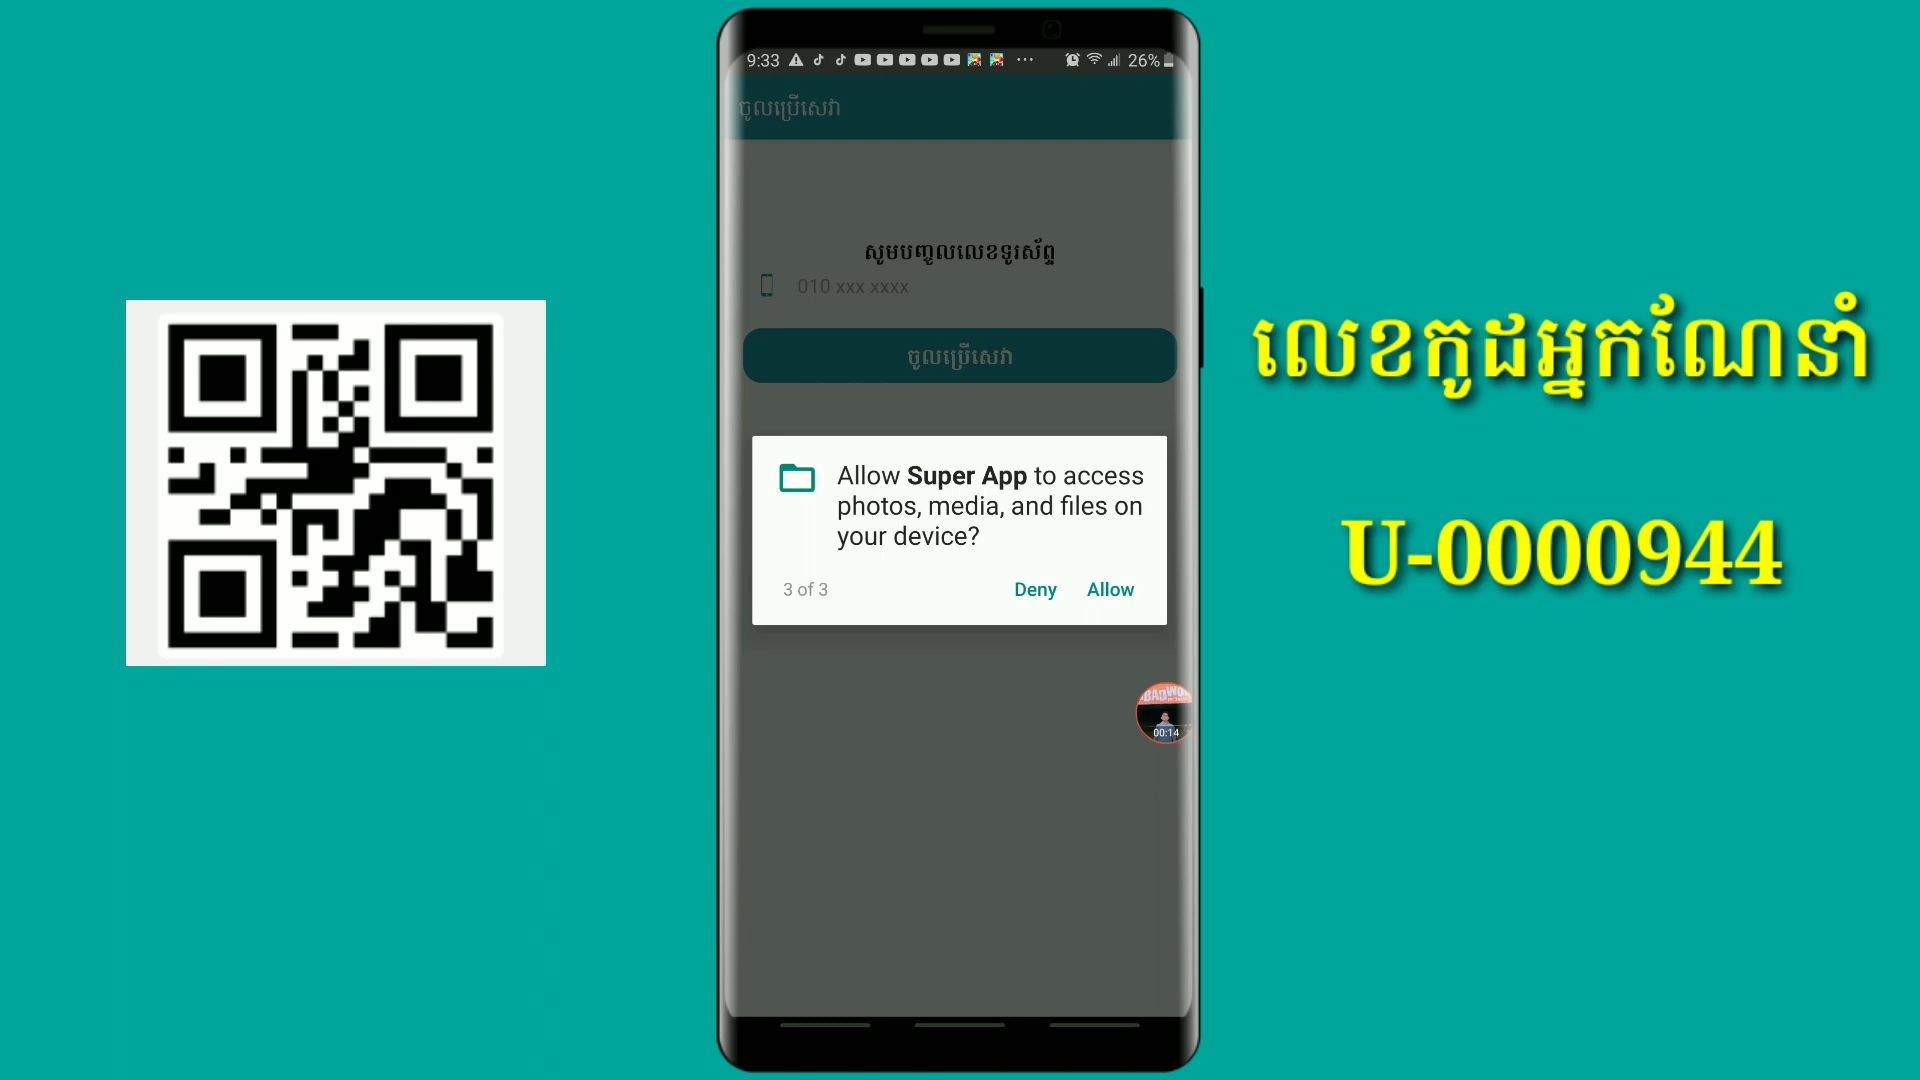 9:33
26%
ចូលប្រើសេវា
សូមបញ្ចូលលេខទូរស័ព្ទ
010 xxx xxxx
ចូលប្រើសេវា
Allow Super App to access
photos, media, and files on
your device?
3 of 3
Deny
Allow
00:14
លេខកូដអ្នកណែនាំ
U-0000944